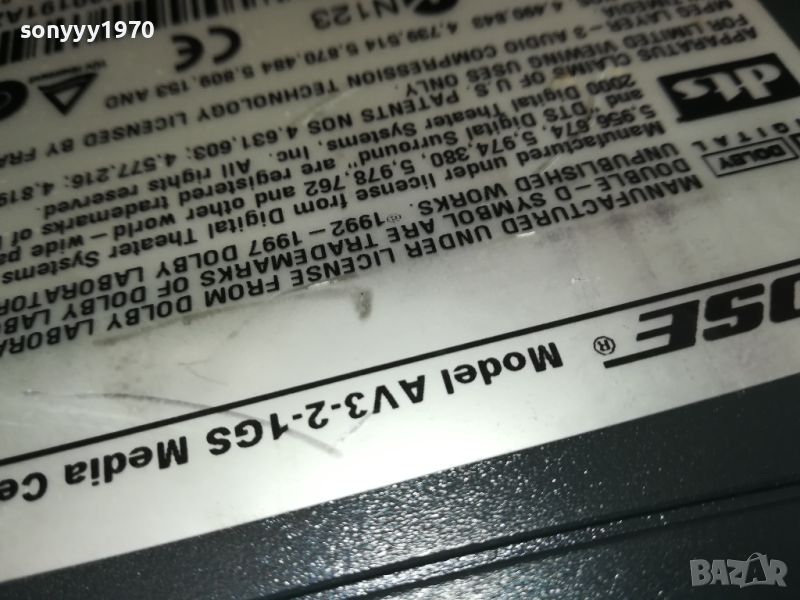 sonyyy1970
OSE ® Model AV3-2-1GS Media Ce
MANUFACTURED UNDER LICENSE FROM DOLBY LABORA
DOUBLE-D SYMBOL ARE TRADEMARKS OF DOLBY LABO
UNPUBLISHED WORKS. ©1992-1997 DOLBY LABORATOR
Manufactured under license from Digital Theater Systems
5,956,674, 5,974,380, 5,978,762 and other world-wide pa
and "DTS Digital Surround" are registered trademarks of
2000 Digital Theater Systems, Inc. All rights reserved.
CLAIMS OF U.S. PATENTS NOS 4,631,603; 4,577,216; 4,819
APPARATUS
FOR LIMITED VIEWING USES ONLY.
MPEG LAYER-3 AUDIO COMPRESSION TECHNOLOGY LICENSED BY FRA
4,739,514 5,870,484 5,809,153 AND
N123
DOLBY
DIGITAL
dts
BAZAR
bg